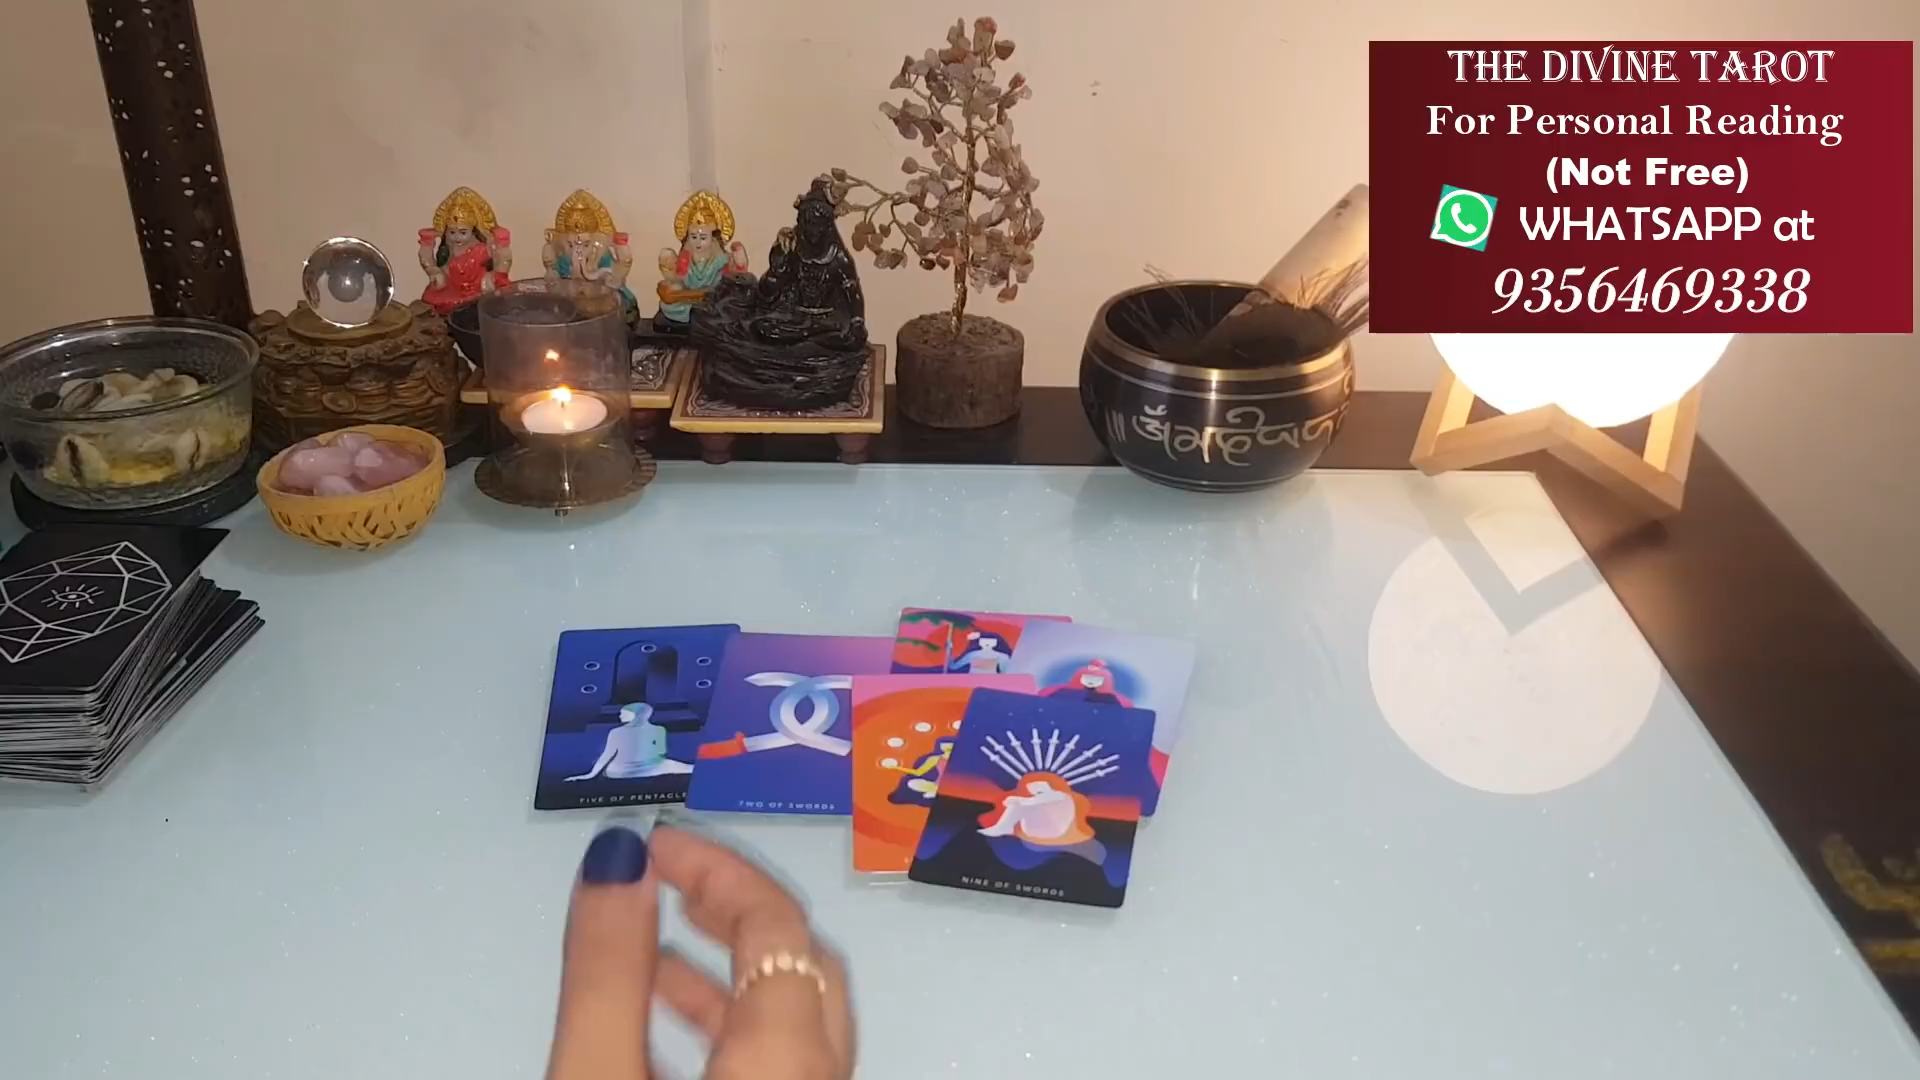 THE DIVINE TAROT
For Personal Reading
(Not Free)
WHATSAPP at
9356469338
FIVE OF PENTACLE
TWO OF SWORDS
NINE OF SWORDS